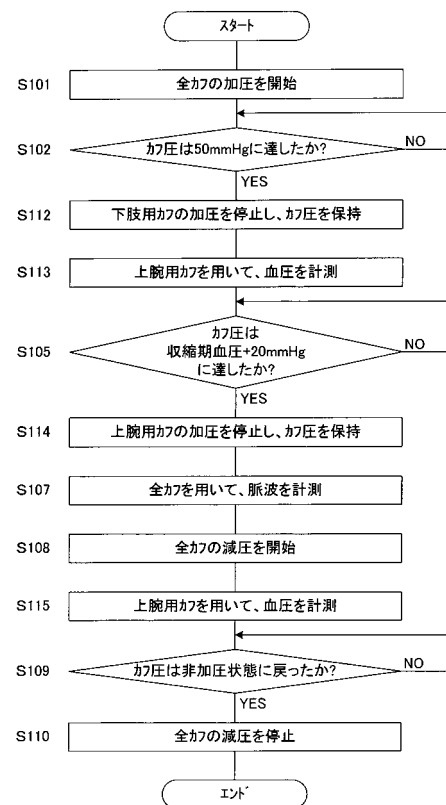 スタート
S101
全カフの加圧を開始
S102
カフ圧は50mmHgに達したか?
NO
YES
S112
下肢用カフの加圧を停止し、カフ圧を保持
S113
上腕用カフを用いて、血圧を計測
S105
カフ圧は
収縮期血圧+20mmHg
に達したか?
NO
YES
S114
上腕用カフの加圧を停止し、カフ圧を保持
S107
全カフを用いて、脈波を計測
S108
全カフの減圧を開始
S115
上腕用カフを用いて、血圧を計測
S109
カフ圧は非加圧状態に戻ったか?
NO
YES
S110
全カフの減圧を停止
エンド